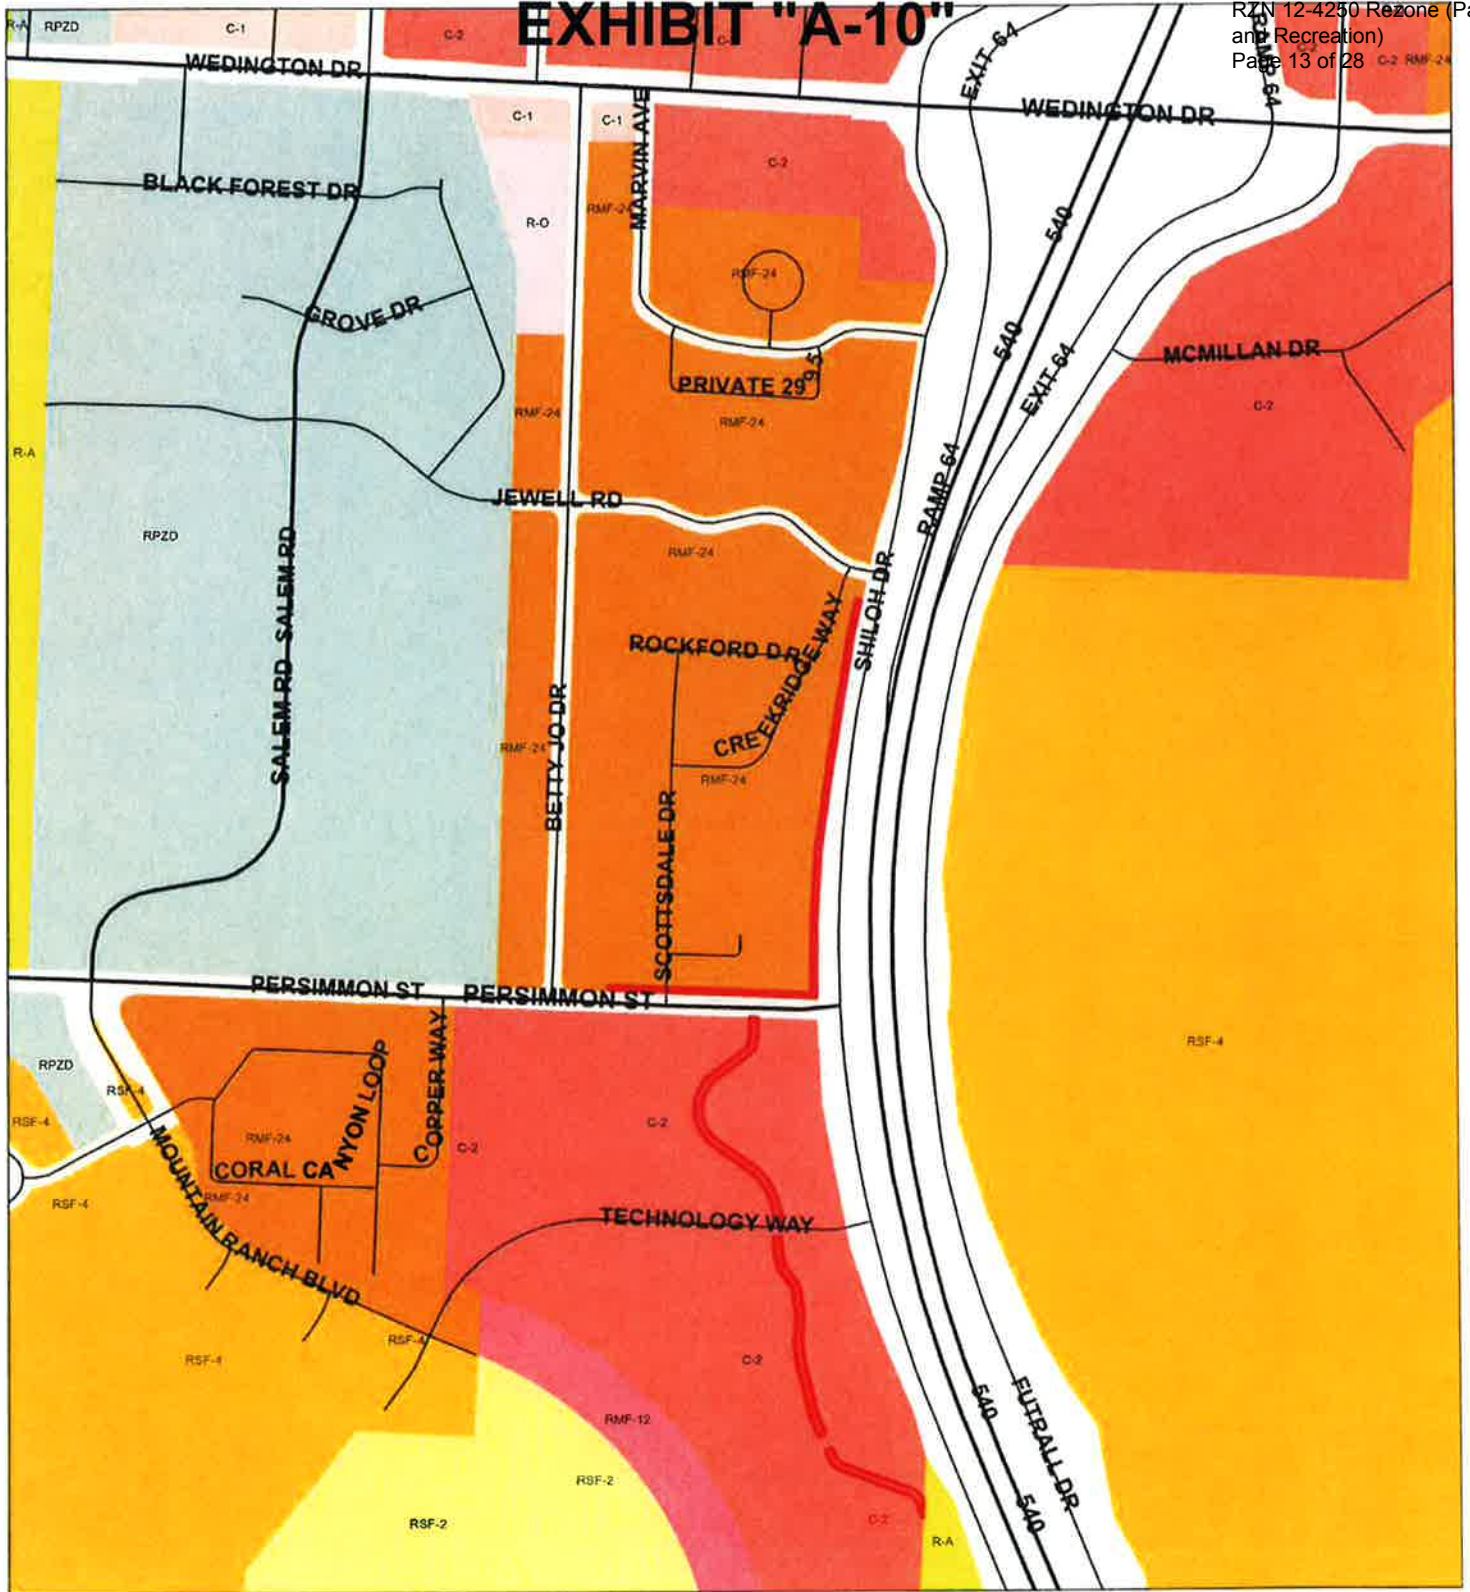 EXHIBIT "A-10"
RZN 12-4250 Rezone (Pa
and Recreation)
Page 13 of 28
R-A
RPZD
C-1
C-2
C-2
C-2
C-2
RMF-24
WEDINGTON DR
EXIT 64
RAMP 64
WEDINGTON DR
C-1
C-1
MARVIN AVE
C-2
BLACK FOREST DR
RMF-24
R-O
540
RMF-24
GROVE DR
540
MCMILLAN DR
EXIT 64
PRIVATE 2995
C-2
RMF-24
RMF-24
R-A
RAMP 64
JEWELL RD
RPZD
SALEM RD
SALEM RD
RMF-24
SHILOH DR
ROCKFORD DR
CREEKRIDGE WAY
BETTY JO DR
RMF-24
RMF-24
SCOTTSDALE DR
PERSIMMON ST
PERSIMMON ST
RSF-4
RPZD
RSF-4
COPPER WAY
RSF-4
C-2
RMF-24
C-2
CORAL CANYON LOOP
RMF-24
RSF-4
MOUNTAIN RANCH BLVD
TECHNOLOGY WAY
RSF-4
RSF-4
C-2
540
FUTRALL DR
RMF-12
RSF-2
RSF-2
C-2
540
R-A